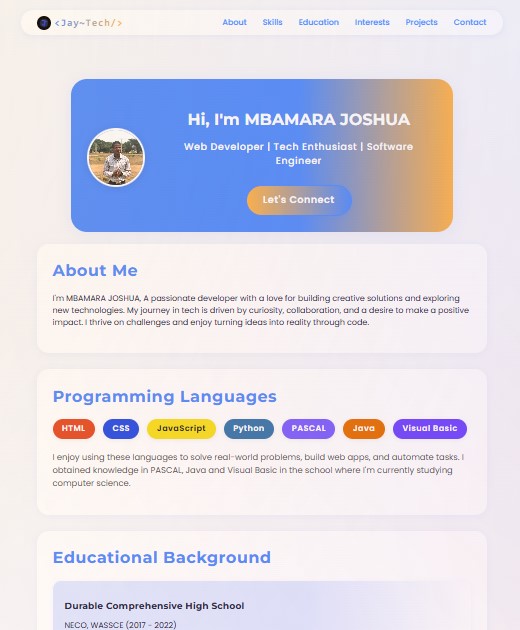 <Jay~Tech/>
About Skills Education Interests Projects Contact
Hi, I'm MBAMARA JOSHUA
Web Developer | Tech Enthusiast | Software
Engineer
Let's Connect
About Me
I'm MBAMARA JOSHUA, A passionate developer with a love for building creative solutions and exploring
new technologies. My journey in tech is driven by curiosity, collaboration, and a desire to make a positive
impact. I thrive on challenges and enjoy turning ideas into reality through code.
Programming Languages
HTML CSS JavaScript Python PASCAL Java Visual Basic
I enjoy using these languages to solve real-world problems, build web apps, and automate tasks. I
obtained knowledge in PASCAL, Java and Visual Basic in the school where I'm currently studying
computer science.
Educational Background
Durable Comprehensive High School
NECO, WASSCE (2017 - 2022)